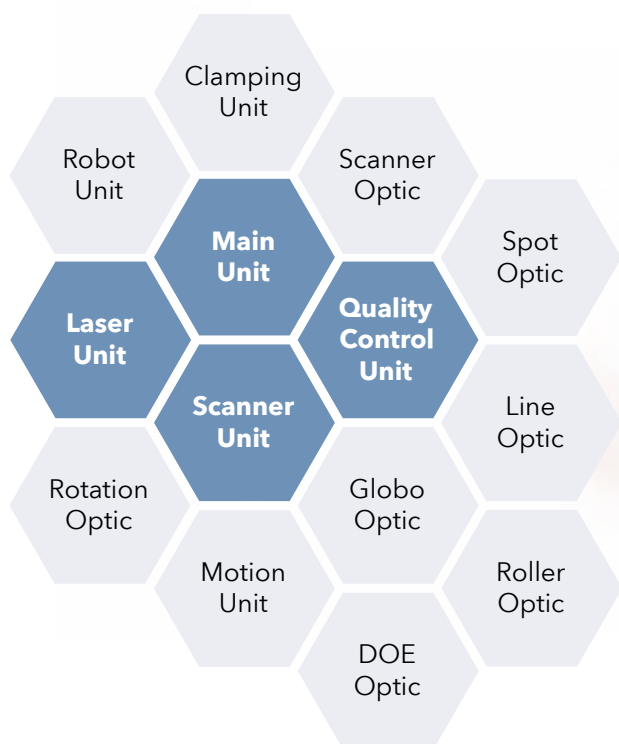 Clamping
Unit
Robot
Unit
Scanner
Optic
Main
Unit
Spot
Optic
Laser
Unit
Quality
Control
Unit
Scanner
Unit
Line
Optic
Rotation
Optic
Globo
Optic
Motion
Unit
Roller
Optic
DOE
Optic